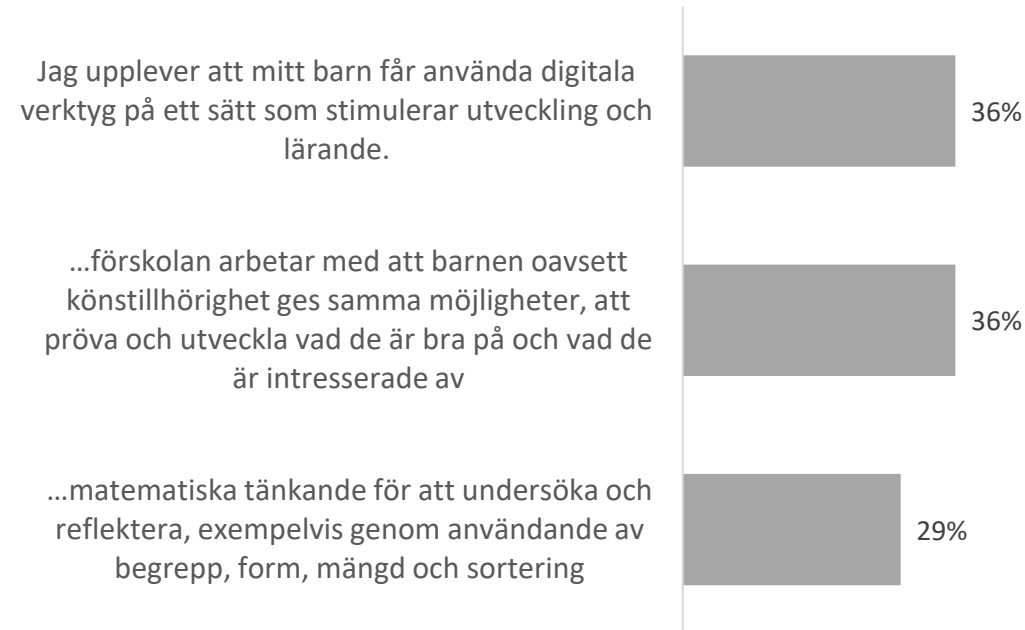 Jag upplever att mitt barn får använda digitala
verktyg på ett sätt som stimulerar utveckling och
lärande.
36%
…förskolan arbetar med att barnen oavsett
könstillhörighet ges samma möjligheter, att
pröva och utveckla vad de är bra på och vad de
är intresserade av
36%
…matematiska tänkande för att undersöka och
reflektera, exempelvis genom användande av
begrepp, form, mängd och sortering
29%